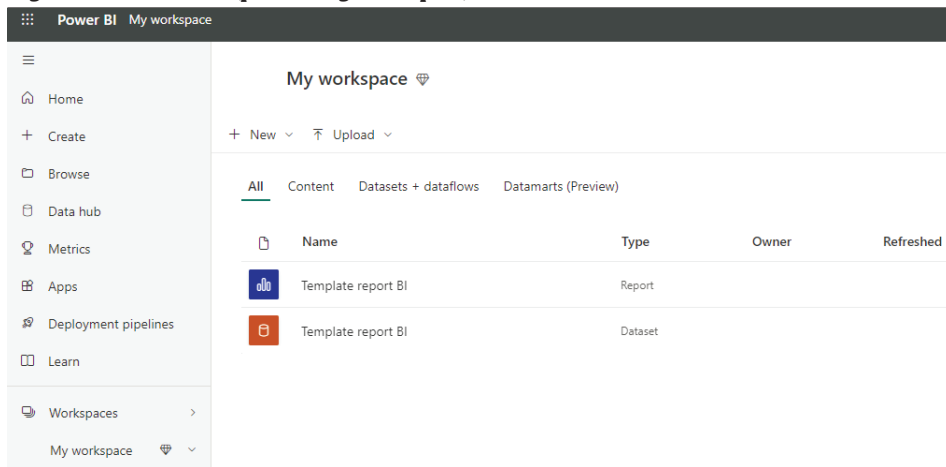 Power BI My workspace
My workspace
Home
+ New Upload
Create
Browse
All Content Datasets + dataflows Datamarts (Preview)
Data hub
Name Type Owner Refreshed
Metrics
Apps
Template report BI Report
Deployment pipelines
Template report BI Dataset
Learn
Workspaces
My workspace